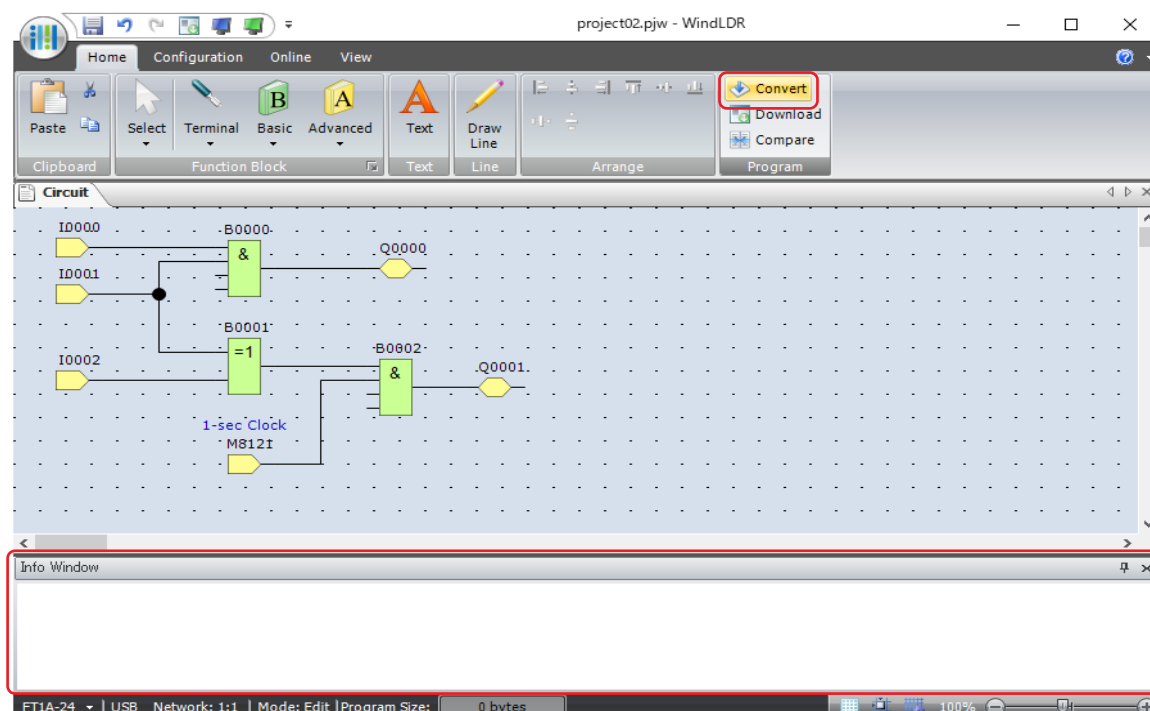 project02.pjw - WindLDR
Home Configuration Online View
Paste Select Terminal Basic Advanced Text Draw Line Convert
Download
Compare
Clipboard Function Block Text Line Arrange Program
Circuit
I0000
B0000
&
Q0000
I0001
B0001
=1
I0002
B0002
&
Q0001
1-sec Clock
M8121
Info Window
FT1A-24 USB Network: 1:1 | Mode: Edit |Program Size: 0 bytes 100%